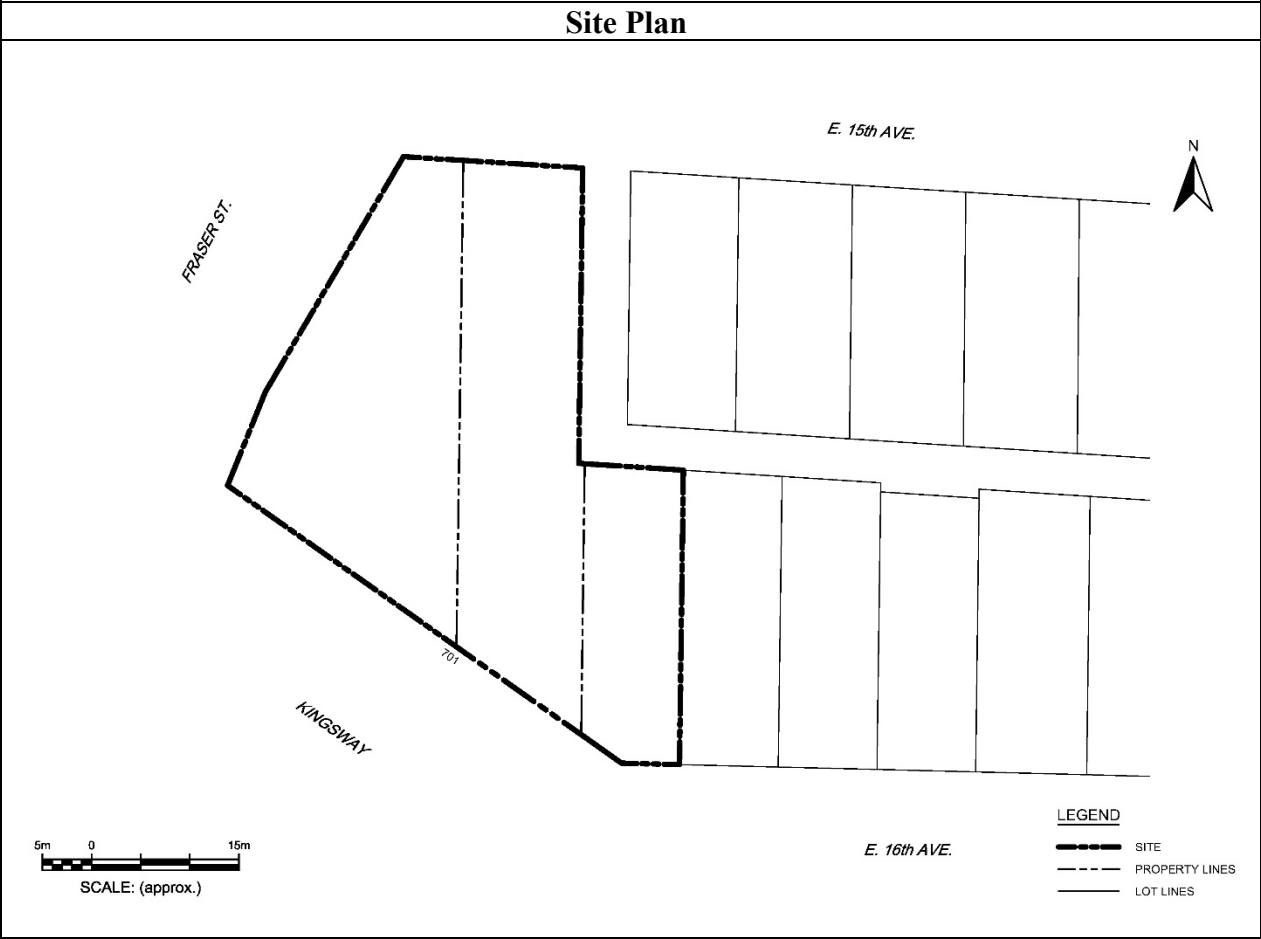 Site Plan
E. 15th AVE.
N
FRASER ST.
701
KINGSWAY
5m 0 15m
SCALE: (approx.)
E. 16th AVE.
LEGEND
SITE
PROPERTY LINES
LOT LINES